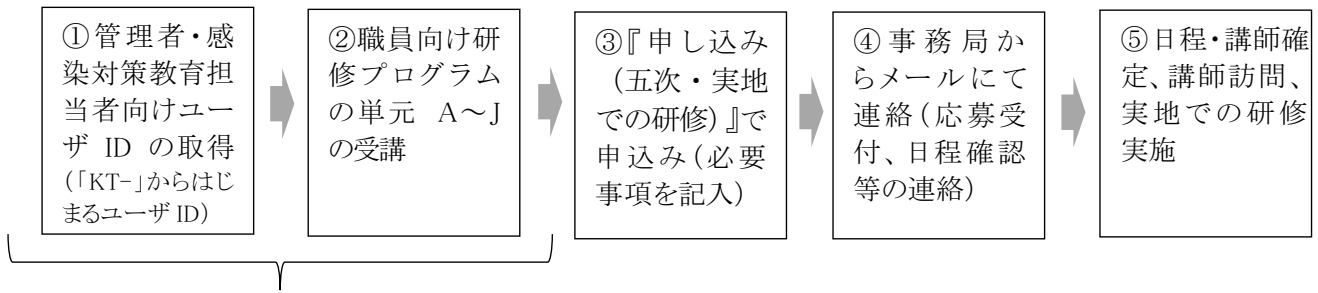 ①管理者・感
染対策教育担
当者向けユー
ザ ID の取得
（「KT-」からはじ
まるユーザ ID）
②職員向け研
修プログラム
の単元 A～J
の受講
③『申し込み
（五次・実地
での研修）』で
申込み（必要
事項を記入）
④事務局か
らメールにて
連絡（応募受
付、日程確認
等の連絡）
⑤日程・講師確
定、講師訪問、
実地での研修
実施